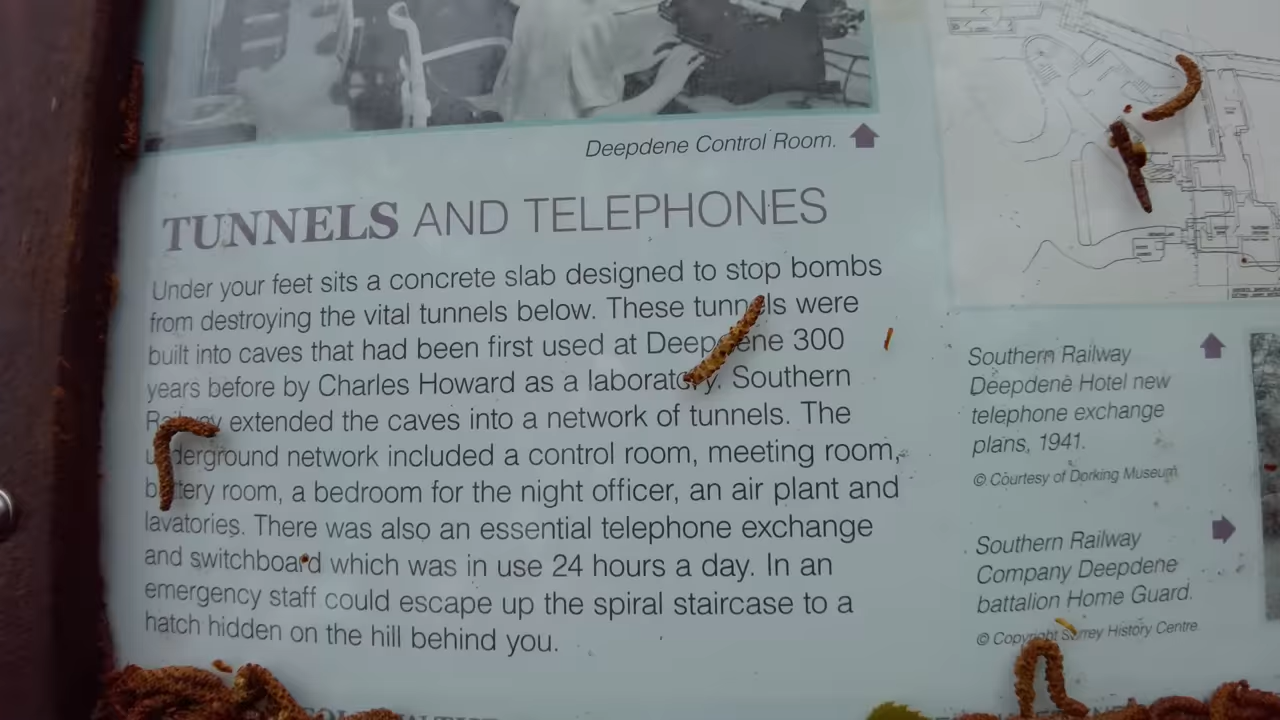 Deepdene Control Room.
TUNNELS AND TELEPHONES
Under your feet sits a concrete slab designed to stop bombs
from destroying the vital tunnels below. These tunnels were
built into caves that had been first used at Deepdene 300
years before by Charles Howard as a laboratory. Southern
Railway extended the caves into a network of tunnels. The
underground network included a control room, meeting room,
battery room, a bedroom for the night officer, an air plant and
lavatories. There was also an essential telephone exchange
and switchboard which was in use 24 hours a day. In an
emergency staff could escape up the spiral staircase to a
hatch hidden on the hill behind you.
Southern Railway
Deepdene Hotel new
telephone exchange
plans, 1941.
© Courtesy of Dorking Museum
Southern Railway
Company Deepdene
battalion Home Guard.
© Copyright Surrey History Centre